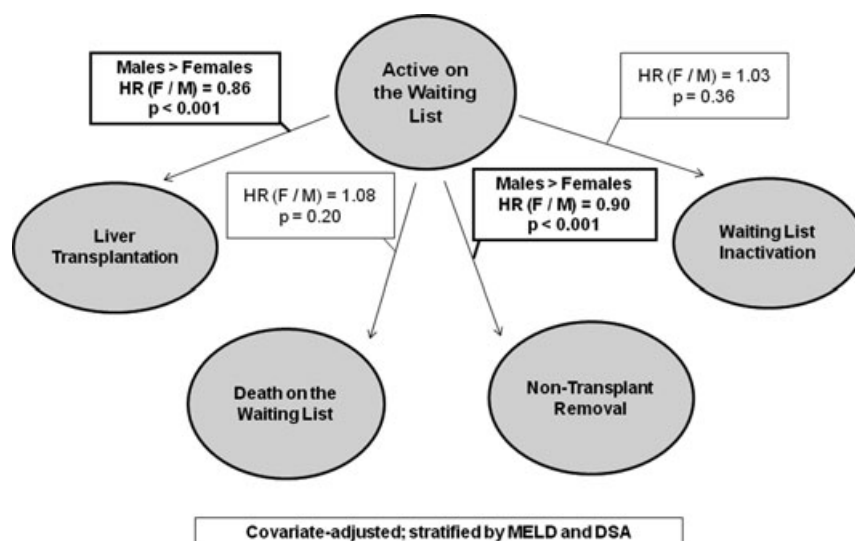 Active on
the Waiting
List
Males > Females
HR (F / M) = 0.86
p < 0.001
HR (F / M) = 1.03
p = 0.36
HR (F / M) = 1.08
p = 0.20
Males > Females
HR (F / M) = 0.90
p < 0.001
Liver
Transplantation
Waiting List
Inactivation
Death on the
Waiting List
Non-Transplant
Removal
Covariate-adjusted; stratified by MELD and DSA